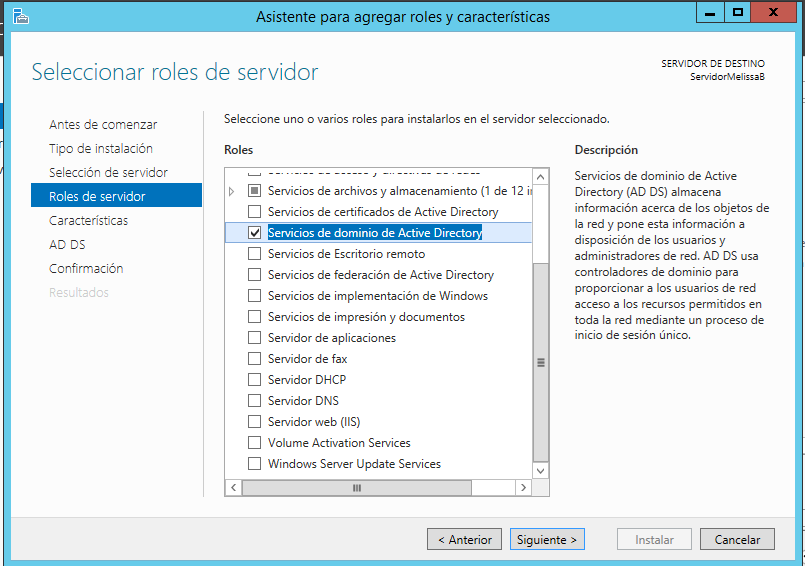 Asistente para agregar roles y características
Seleccionar roles de servidor
SERVIDOR DE DESTINO
ServidorMelissaB
Antes de comenzar
Tipo de instalación
Selección de servidor
Roles de servidor
Características
AD DS
Confirmación
Resultados
Seleccione uno o varios roles para instalarlos en el servidor seleccionado.
Roles
Servicios de archivos y almacenamiento (1 de 12 in
Servicios de certificados de Active Directory
Servicios de dominio de Active Directory
Servicios de Escritorio remoto
Servicios de federación de Active Directory
Servicios de implementación de Windows
Servicios de impresión y documentos
Servidor de aplicaciones
Servidor de fax
Servidor DHCP
Servidor DNS
Servidor web (IIS)
Volume Activation Services
Windows Server Update Services
Descripción
Servicios de dominio de Active
Directory (AD DS) almacena
información acerca de los objetos de
la red y pone esta información a
disposición de los usuarios y
administradores de red. AD DS usa
controladores de dominio para
proporcionar a los usuarios de red
acceso a los recursos permitidos en
toda la red mediante un proceso de
inicio de sesión único.
< Anterior
Siguiente >
Instalar
Cancelar